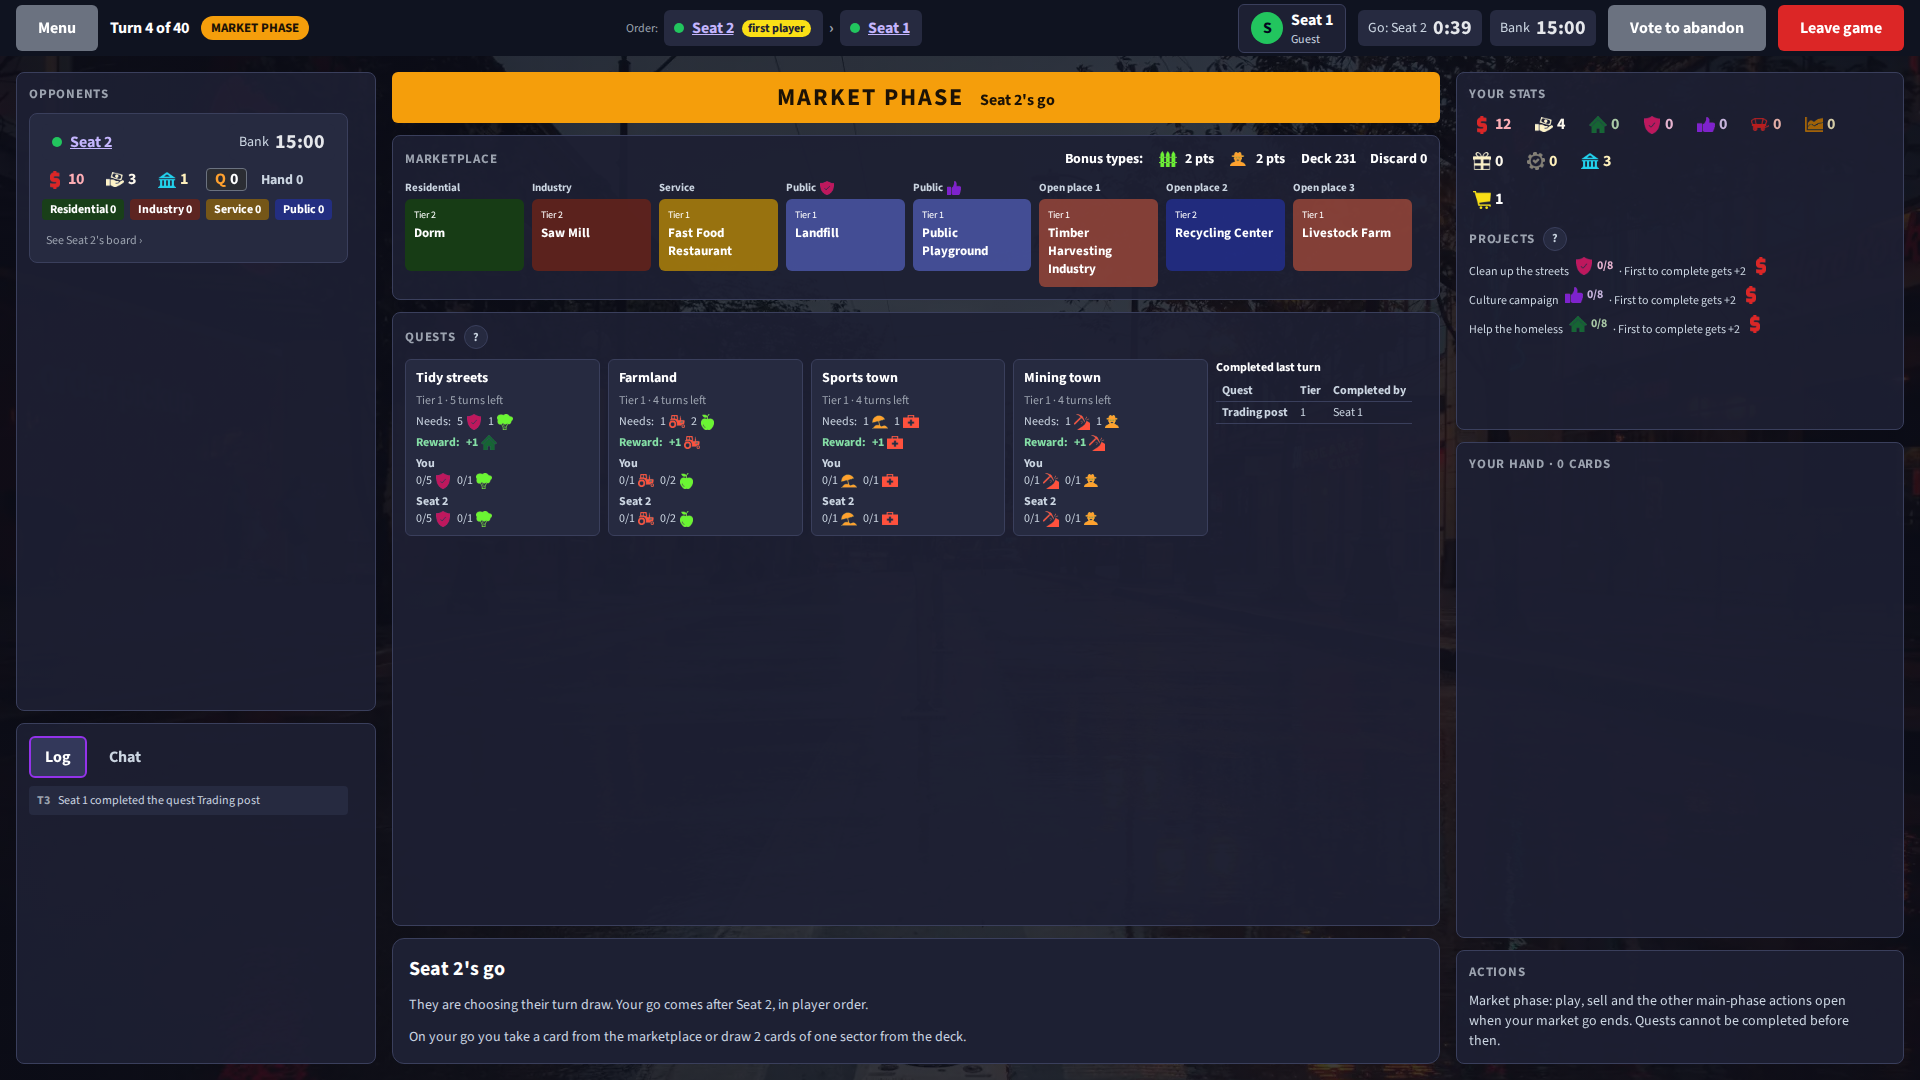 Menu
Turn 4 of 40
MARKET PHASE
Order:
Seat 2
first player
›
Seat 1
S
Seat 1
Guest
Go: Seat 2 0:39
Bank 15:00
Vote to abandon
Leave game
OPPONENTS
Seat 2
Bank 15:00
10
3
1
Q 0
Hand 0
Residential 0
Industry 0
Service 0
Public 0
See Seat 2's board ›
Log
Chat
T3 Seat 1 completed the quest Trading post
MARKET PHASE Seat 2's go
MARKETPLACE
Bonus types: 2 pts 2 pts Deck 231 Discard 0
Residential
Tier 2
Dorm
Industry
Tier 2
Saw Mill
Service
Tier 1
Fast Food
Restaurant
Public
Tier 1
Landfill
Public
Tier 1
Public
Playground
Open place 1
Tier 1
Timber
Harvesting
Industry
Open place 2
Tier 2
Recycling Center
Open place 3
Tier 1
Livestock Farm
QUESTS ?
Tidy streets
Tier 1 · 5 turns left
Needs: 5 1
Reward: +1
You
0/5 0/1
Seat 2
0/5 0/1
Farmland
Tier 1 · 4 turns left
Needs: 1 2
Reward: +1
You
0/1 0/2
Seat 2
0/1 0/2
Sports town
Tier 1 · 4 turns left
Needs: 1 1
Reward: +1
You
0/1 0/1
Seat 2
0/1 0/1
Mining town
Tier 1 · 4 turns left
Needs: 1 1
Reward: +1
You
0/1 0/1
Seat 2
0/1 0/1
Completed last turn
Quest Tier Completed by
Trading post 1 Seat 1
Seat 2's go
They are choosing their turn draw. Your go comes after Seat 2, in player order.
On your go you take a card from the marketplace or draw 2 cards of one sector from the deck.
YOUR STATS
12 4 0 0 0 0 0
0 0 3
1
PROJECTS ?
Clean up the streets 0/8 · First to complete gets +2
Culture campaign 0/8 · First to complete gets +2
Help the homeless 0/8 · First to complete gets +2
YOUR HAND · 0 CARDS
ACTIONS
Market phase: play, sell and the other main-phase actions open
when your market go ends. Quests cannot be completed before
then.